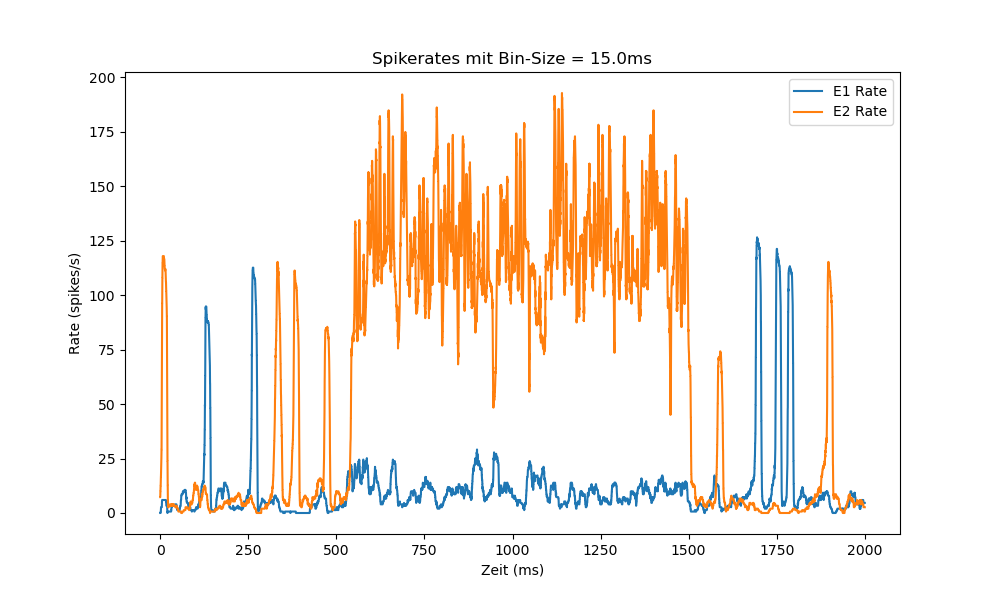 Spikerates mit Bin-Size = 15.0ms
E1 Rate
E2 Rate
200
175
150
125
100
75
50
25
0
Rate (spikes/s)
0 250 500 750 1000 1250 1500 1750 2000
Zeit (ms)